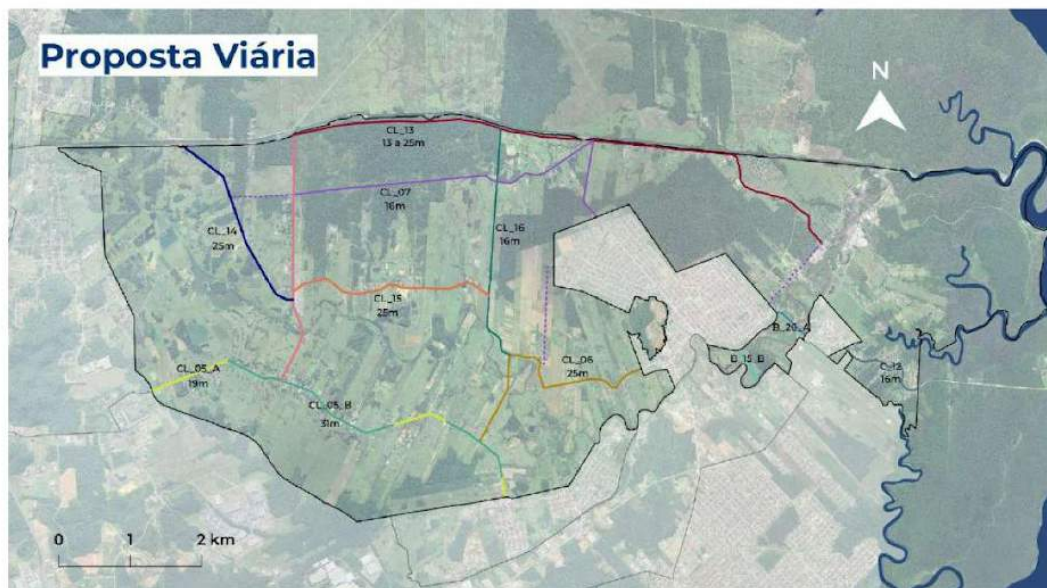 Proposta Viária
N
CL_13
13 a 25m
CL_07
16m
CL_14
25m
CL_16
16m
CL_15
25m
CL_06
25m
B_20_A
B_15_B
C_12
16m
CL_05_A
19m
CL_05_B
31m
0 1 2 km